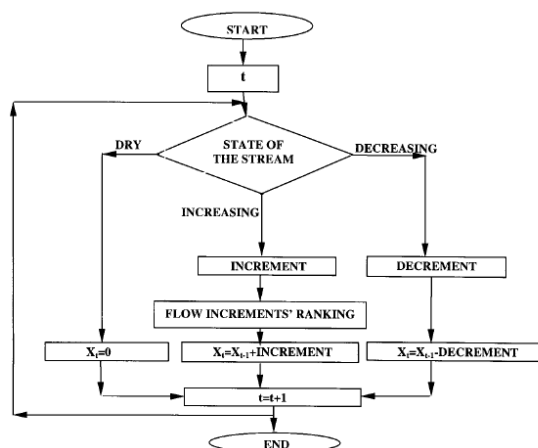 START
t
STATE OF
THE STREAM
DRY
DECREASING
INCREASING
INCREMENT
DECREMENT
FLOW INCREMENTS' RANKING
Xₜ=0
Xₜ=Xₜ₋₁+INCREMENT
Xₜ=Xₜ₋₁-DECREMENT
t=t+1
END